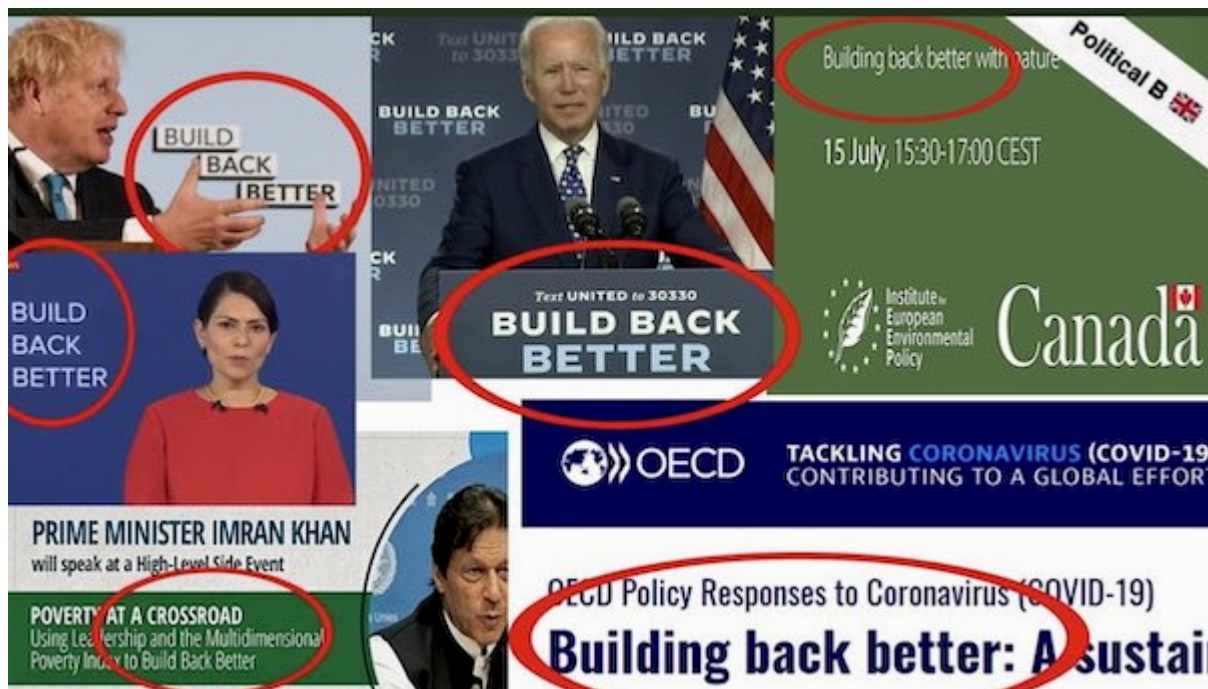 BUILD
BACK
BETTER
Text UNITED to 30330
BUILD BACK
BETTER
BUILD BACK
BETTER
Building back better with nature
15 July, 15:30-17:00 CEST
Political B
Institute for
European
Environmental
Policy
Canada
BUILD
BACK
BETTER
PRIME MINISTER IMRAN KHAN
will speak at a High-Level Side Event
POVERTY AT A CROSSROAD
Using Leadership and the Multidimensional
Poverty Index to Build Back Better
OECD
TACKLING CORONAVIRUS (COVID-19
CONTRIBUTING TO A GLOBAL EFFORT
OECD Policy Responses to Coronavirus (COVID-19)
Building back better: A sustai